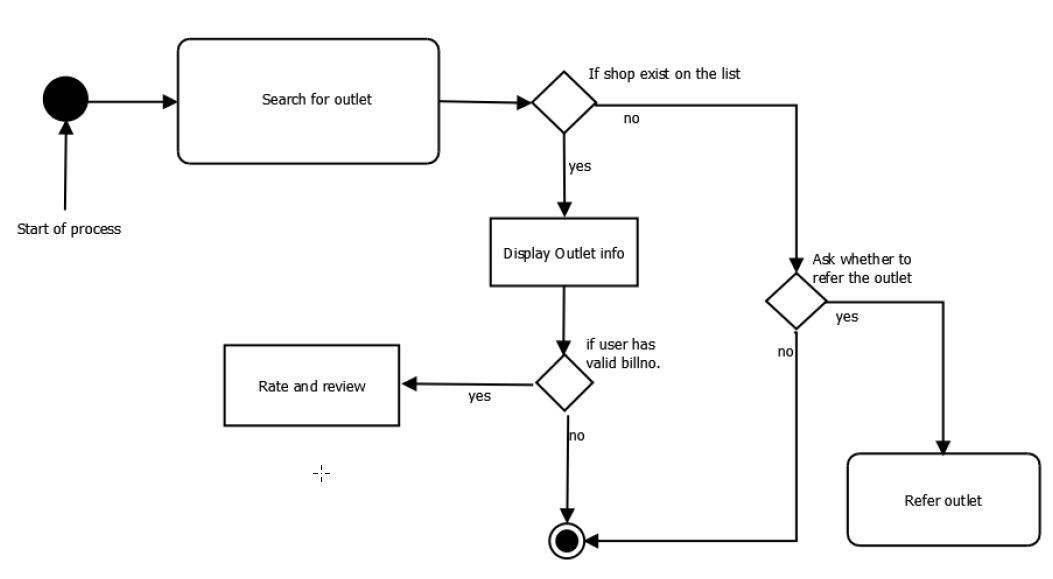 If shop exist on the list
Search for outlet
no
yes
Start of process
Display Outlet info
Ask whether to
refer the outlet
yes
if user has
valid billno.
no
Rate and review
yes
no
Refer outlet